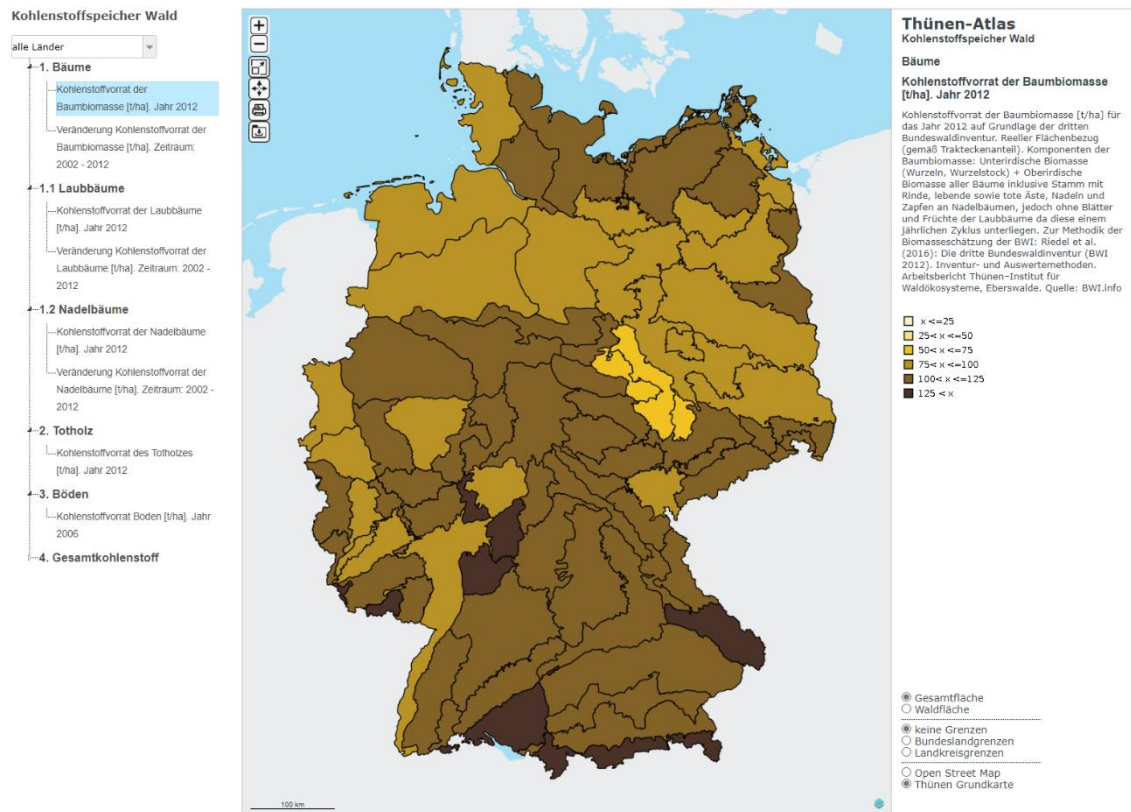 Kohlenstoffspeicher Wald
alle Länder
1. Bäume
Kohlenstoffvorrat der
Baumbiomasse [t/ha]. Jahr 2012
Veränderung Kohlenstoffvorrat der
Baumbiomasse [t/ha]. Zeitraum:
2002 - 2012
1.1 Laubbäume
Kohlenstoffvorrat der Laubbäume
[t/ha]. Jahr 2012
Veränderung Kohlenstoffvorrat der
Laubbäume [t/ha]. Zeitraum: 2002 -
2012
1.2 Nadelbäume
Kohlenstoffvorrat der Nadelbäume
[t/ha]. Jahr 2012
Veränderung Kohlenstoffvorrat der
Nadelbäume [t/ha]. Zeitraum: 2002 -
2012
2. Totholz
Kohlenstoffvorrat des Totholzes
[t/ha]. Jahr 2012
3. Böden
Kohlenstoffvorrat Boden [t/ha]. Jahr
2006
4. Gesamtkohlenstoff
100 km
Thünen-Atlas
Kohlenstoffspeicher Wald
Bäume
Kohlenstoffvorrat der Baumbiomasse
[t/ha]. Jahr 2012
Kohlenstoffvorrat der Baumbiomasse [t/ha] für
das Jahr 2012 auf Grundlage der dritten
Bundeswaldinventur. Reeller Flächenbezug
(gemäß Trakteckenanteil). Komponenten der
Baumbiomasse: Unterirdische Biomasse
(Wurzeln, Wurzelstock) + Oberirdische
Biomasse aller Bäume inklusive Stamm mit
Rinde, lebende sowie tote Äste, Nadeln und
Zapfen an Nadelbäumen, jedoch ohne Blätter
und Früchte der Laubbäume da diese einem
jährlichen Zyklus unterliegen. Zur Methodik der
Biomasseschätzung der BWI: Riedel et al.
(2016): Die dritte Bundeswaldinventur (BWI
2012). Inventur- und Auswertemethoden.
Arbeitsbericht Thünen-Institut für
Waldökosysteme, Eberswalde. Quelle: BWI.info
x <=25
25< x <=50
50< x <=75
75< x <=100
100< x <=125
125 < x
Gesamtfläche
Waldfläche
keine Grenzen
Bundeslandgrenzen
Landkreisgrenzen
Open Street Map
Thünen Grundkarte